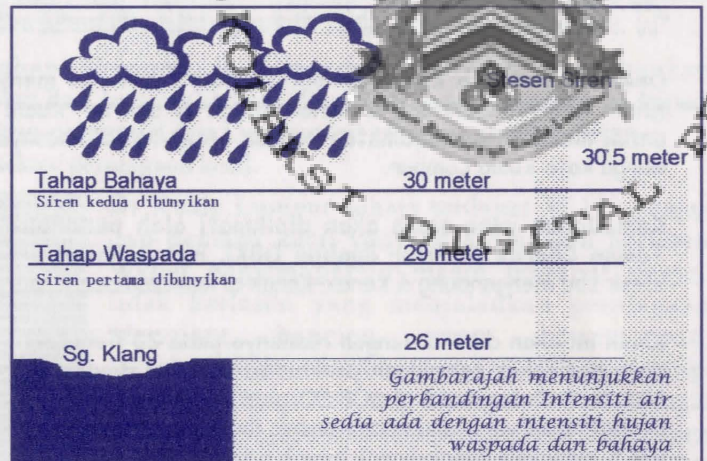 KOLEKSI DIGITAL
Stesen Siren
30.5 meter
Tahap Bahaya 30 meter
Siren kedua dibunyikan
Tahap Waspada 29 meter
Siren pertama dibunyikan
Sg. Klang 26 meter
Gambarajah menunjukkan
perbandingan Intensiti air
sedia ada dengan intensiti hujan
waspada dan bahaya